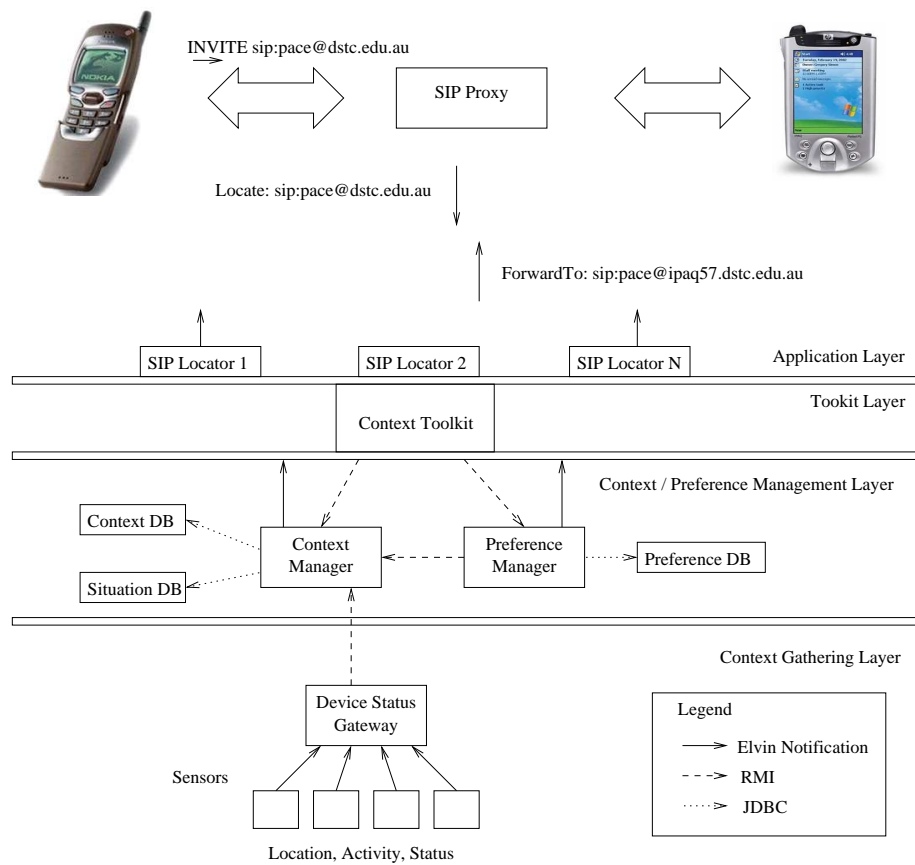 INVITE sip:pace@dstc.edu.au
NOKIA
SIP Proxy
Locate: sip:pace@dstc.edu.au
ForwardTo: sip:pace@ipaq57.dstc.edu.au
SIP Locator 1
SIP Locator 2
SIP Locator N
Application Layer
Tookit Layer
Context Toolkit
Context / Preference Management Layer
Context DB
Context
Manager
Preference
Manager
Preference DB
Situation DB
Context Gathering Layer
Device Status
Gateway
Legend
Elvin Notification
RMI
JDBC
Sensors
Location, Activity, Status